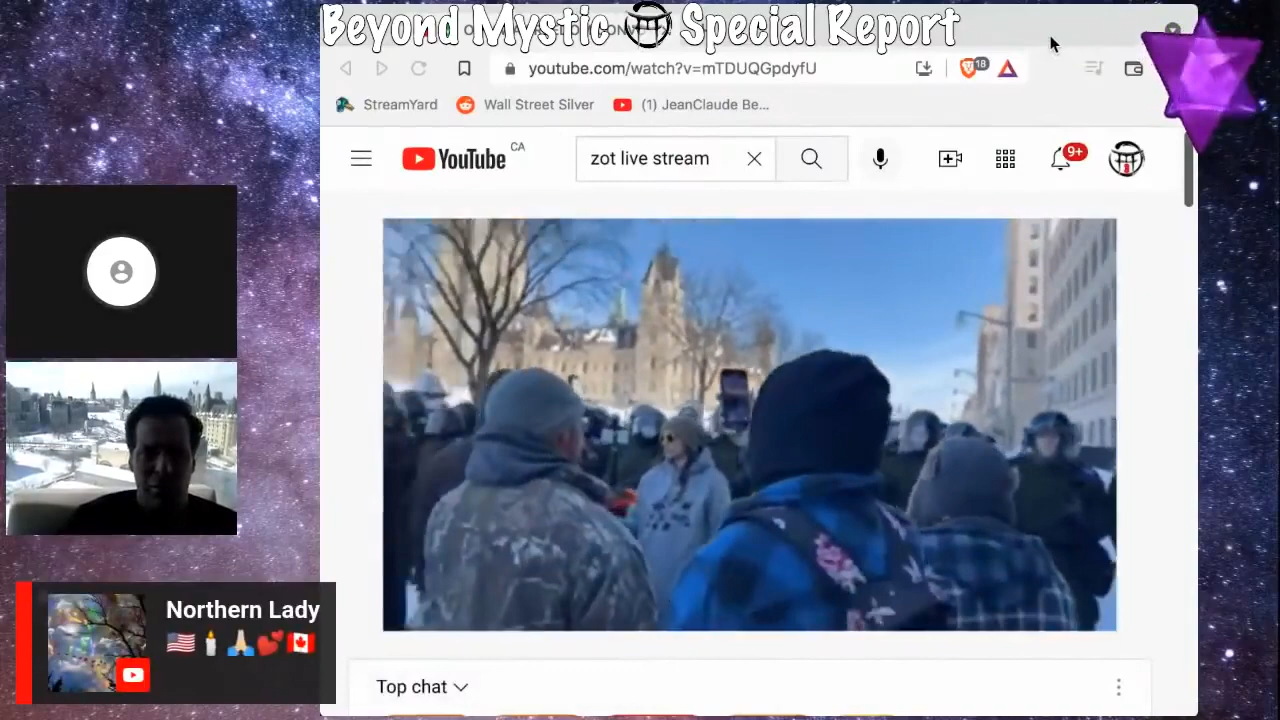 Beyond Mystic Special Report
youtube.com/watch?v=mTDUQGpdyfU
18
StreamYard
Wall Street Silver
(1) JeanClaude Be...
YouTube CA
zot live stream
9+
Northern Lady
Top chat